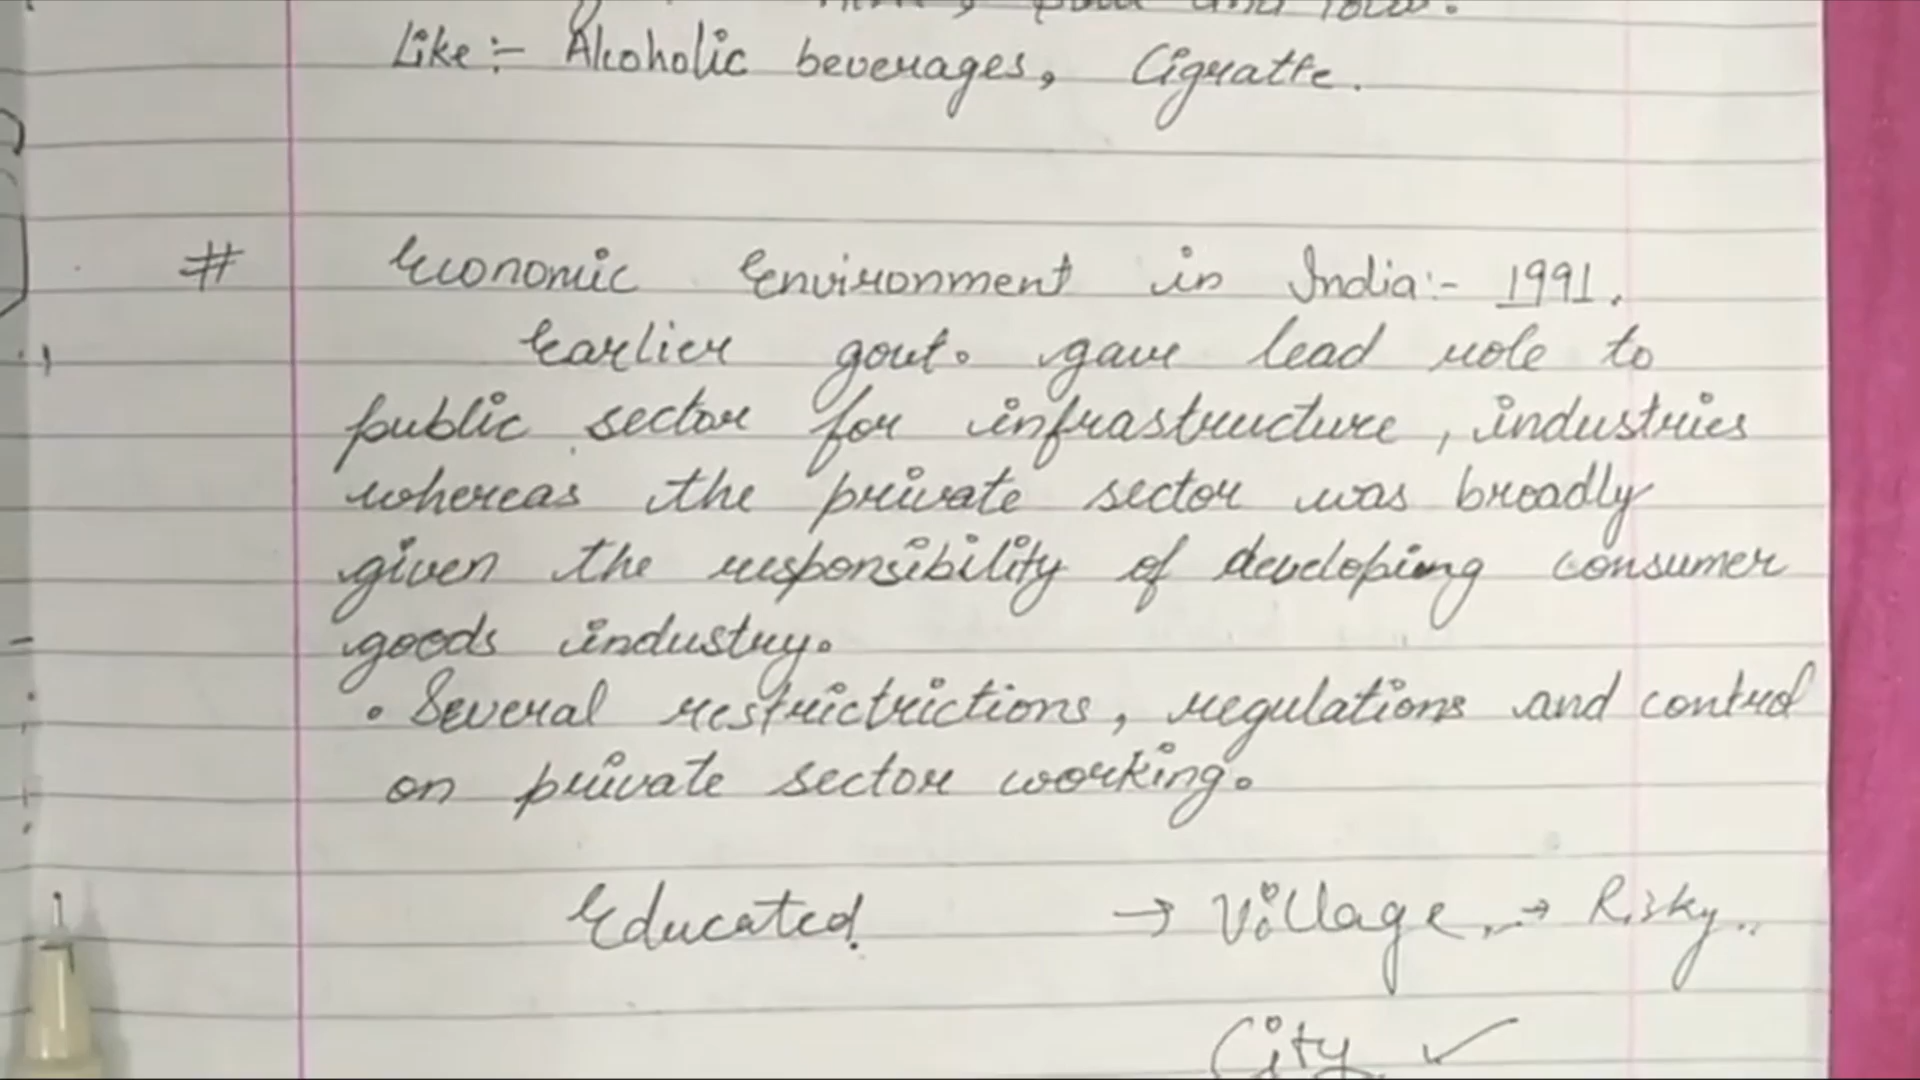 and
Like :- Alcoholic beverages, Cigratte.
# Economic Environment in India:- 1991.
Earlier govt. gave lead role to
public sector for infrastructure, industries
whereas the private sector was broadly
given the responsibility of developing consumer
goods industry.
• Several restrictrictions, regulations and control
on private sector working.
Educated. → Village. → Risky..
City ✓